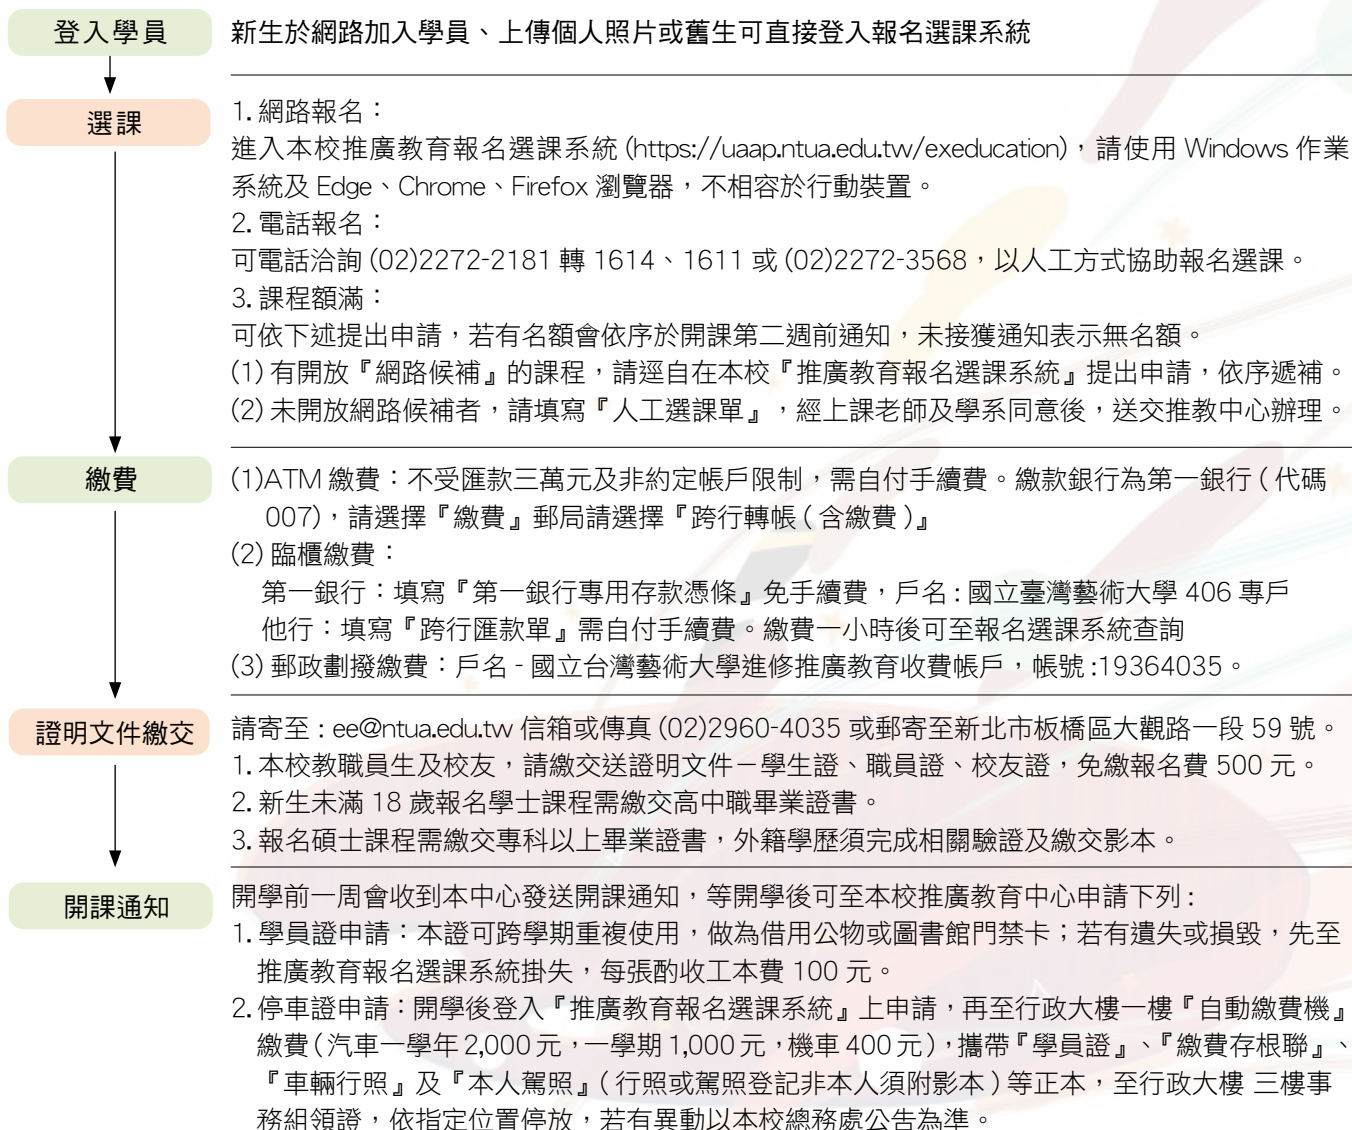 登入學員
新生於網路加入學員、上傳個人照片或舊生可直接登入報名選課系統
選課
1. 網路報名：
進入本校推廣教育報名選課系統 (https://uaap.ntua.edu.tw/exeducation)，請使用 Windows 作業
系統及 Edge、Chrome、Firefox 瀏覽器，不相容於行動裝置。
2. 電話報名：
可電話洽詢 (02)2272-2181 轉 1614、1611 或 (02)2272-3568，以人工方式協助報名選課。
3. 課程額滿：
可依下述提出申請，若有名額會依序於開課第二週前通知，未接獲通知表示無名額。
(1) 有開放『網路候補』的課程，請逕自在本校『推廣教育報名選課系統』提出申請，依序遞補。
(2) 未開放網路候補者，請填寫『人工選課單』，經上課老師及學系同意後，送交推教中心辦理。
繳費
(1)ATM 繳費：不受匯款三萬元及非約定帳戶限制，需自付手續費。繳款銀行為第一銀行 ( 代碼
007)，請選擇『繳費』郵局請選擇『跨行轉帳 ( 含繳費 )』
(2) 臨櫃繳費：
第一銀行：填寫『第一銀行專用存款憑條』免手續費，戶名 : 國立臺灣藝術大學 406 專戶
他行：填寫『跨行匯款單』需自付手續費。繳費一小時後可至報名選課系統查詢
(3) 郵政劃撥繳費：戶名 - 國立台灣藝術大學進修推廣教育收費帳戶，帳號 :19364035。
證明文件繳交
請寄至 : ee@ntua.edu.tw 信箱或傳真 (02)2960-4035 或郵寄至新北市板橋區大觀路一段 59 號。
1. 本校教職員生及校友，請繳交送證明文件－學生證、職員證、校友證，免繳報名費 500 元。
2. 新生未滿 18 歲報名學士課程需繳交高中職畢業證書。
3. 報名碩士課程需繳交專科以上畢業證書，外籍學歷須完成相關驗證及繳交影本。
開課通知
開學前一周會收到本中心發送開課通知，等開學後可至本校推廣教育中心申請下列 :
1. 學員證申請：本證可跨學期重複使用，做為借用公物或圖書館門禁卡；若有遺失或損毀，先至
推廣教育報名選課系統掛失，每張酌收工本費 100 元。
2. 停車證申請：開學後登入『推廣教育報名選課系統』上申請，再至行政大樓一樓『自動繳費機』
繳費 ( 汽車一學年 2,000 元，一學期 1,000 元，機車 400 元 )，攜帶『學員證』、『繳費存根聯』、
『車輛行照』及『本人駕照』( 行照或駕照登記非本人須附影本 ) 等正本，至行政大樓 三樓事
務組領證，依指定位置停放，若有異動以本校總務處公告為準。